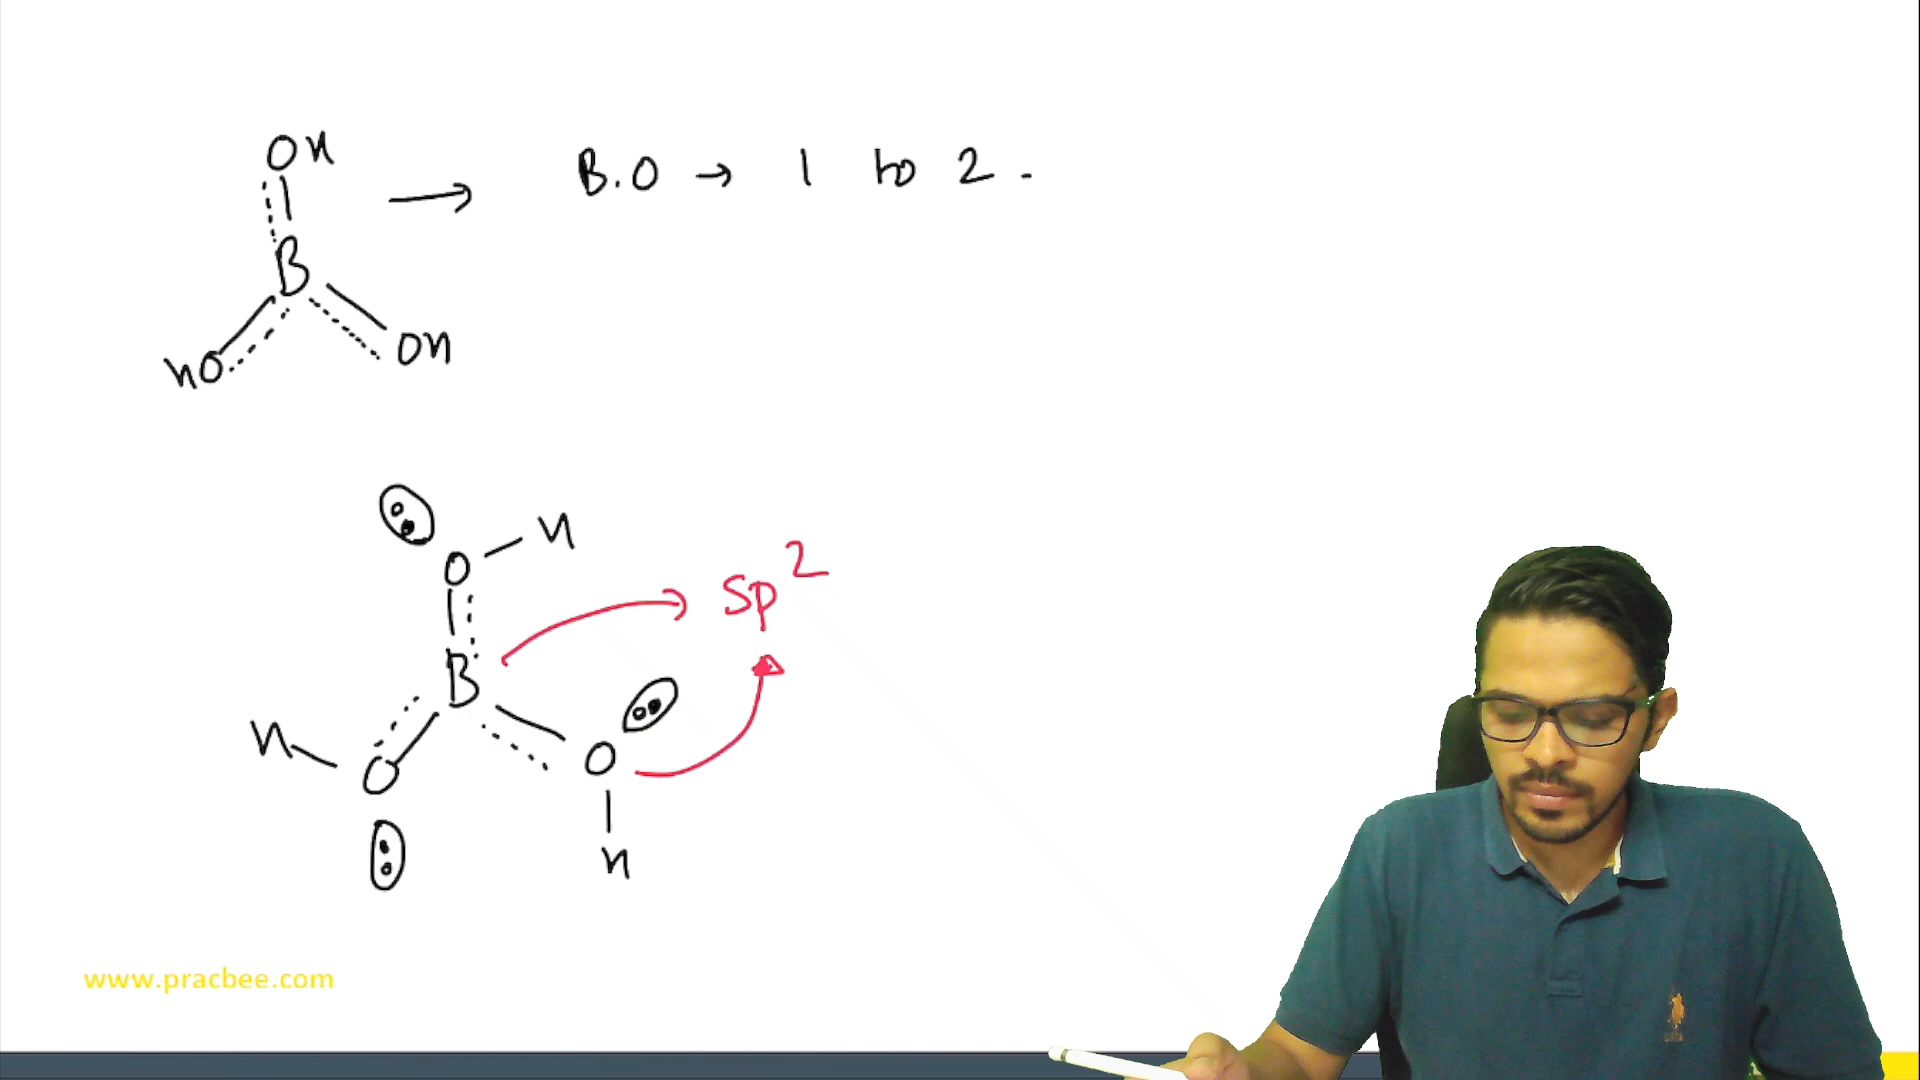 OH
B.O → 1 to 2.
B
HO
OH
O - H
sp²
B
H - O
O
H
www.pracbee.com